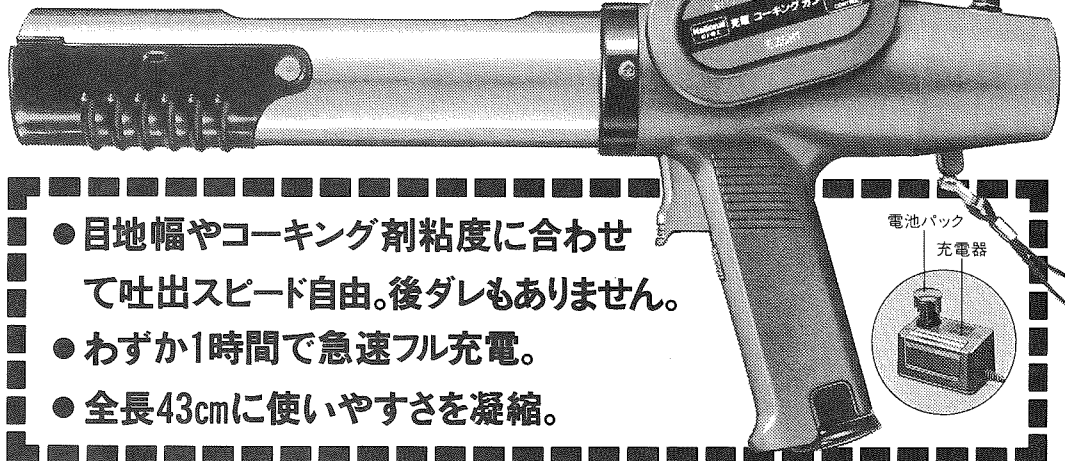 National
充電 コーキングガン
電池パック
充電器
●目地幅やコーキング剤粘度に合わせ
て吐出スピード自由。後ダレもありません。
●わずか1時間で急速フル充電。
●全長43cmに使いやすさを凝縮。